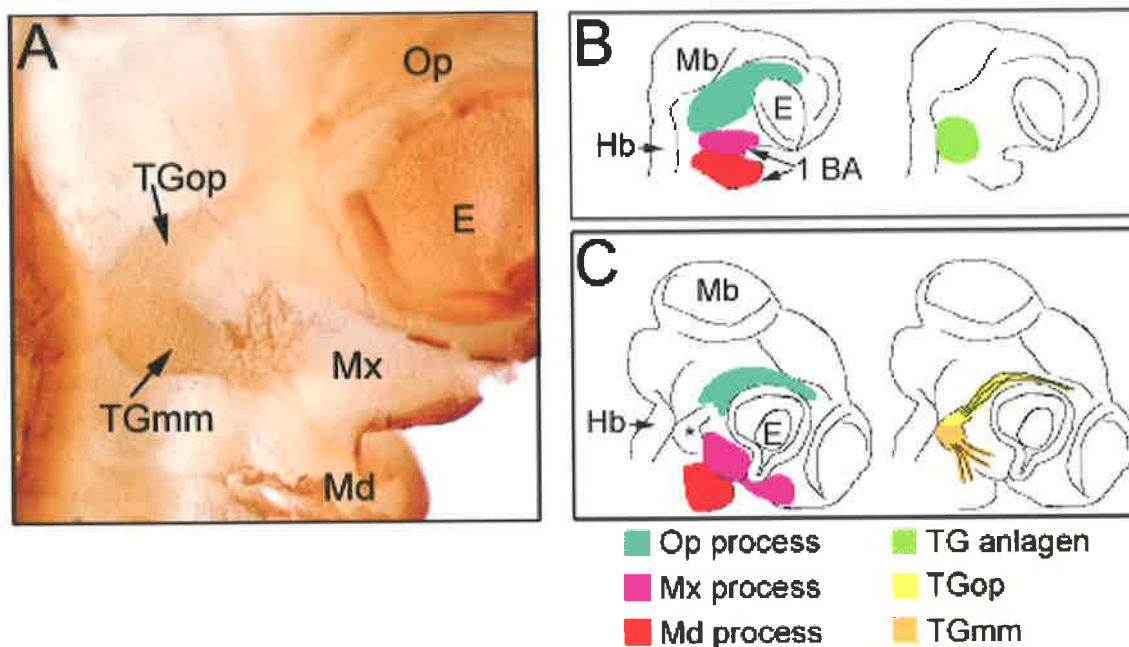 A
Op
TGop
E
Mx
TGmm
Md
B
Mb
E
Hb
1 BA
C
Mb
Hb
*
E
Op process
Mx process
Md process
TG anlagen
TGop
TGmm